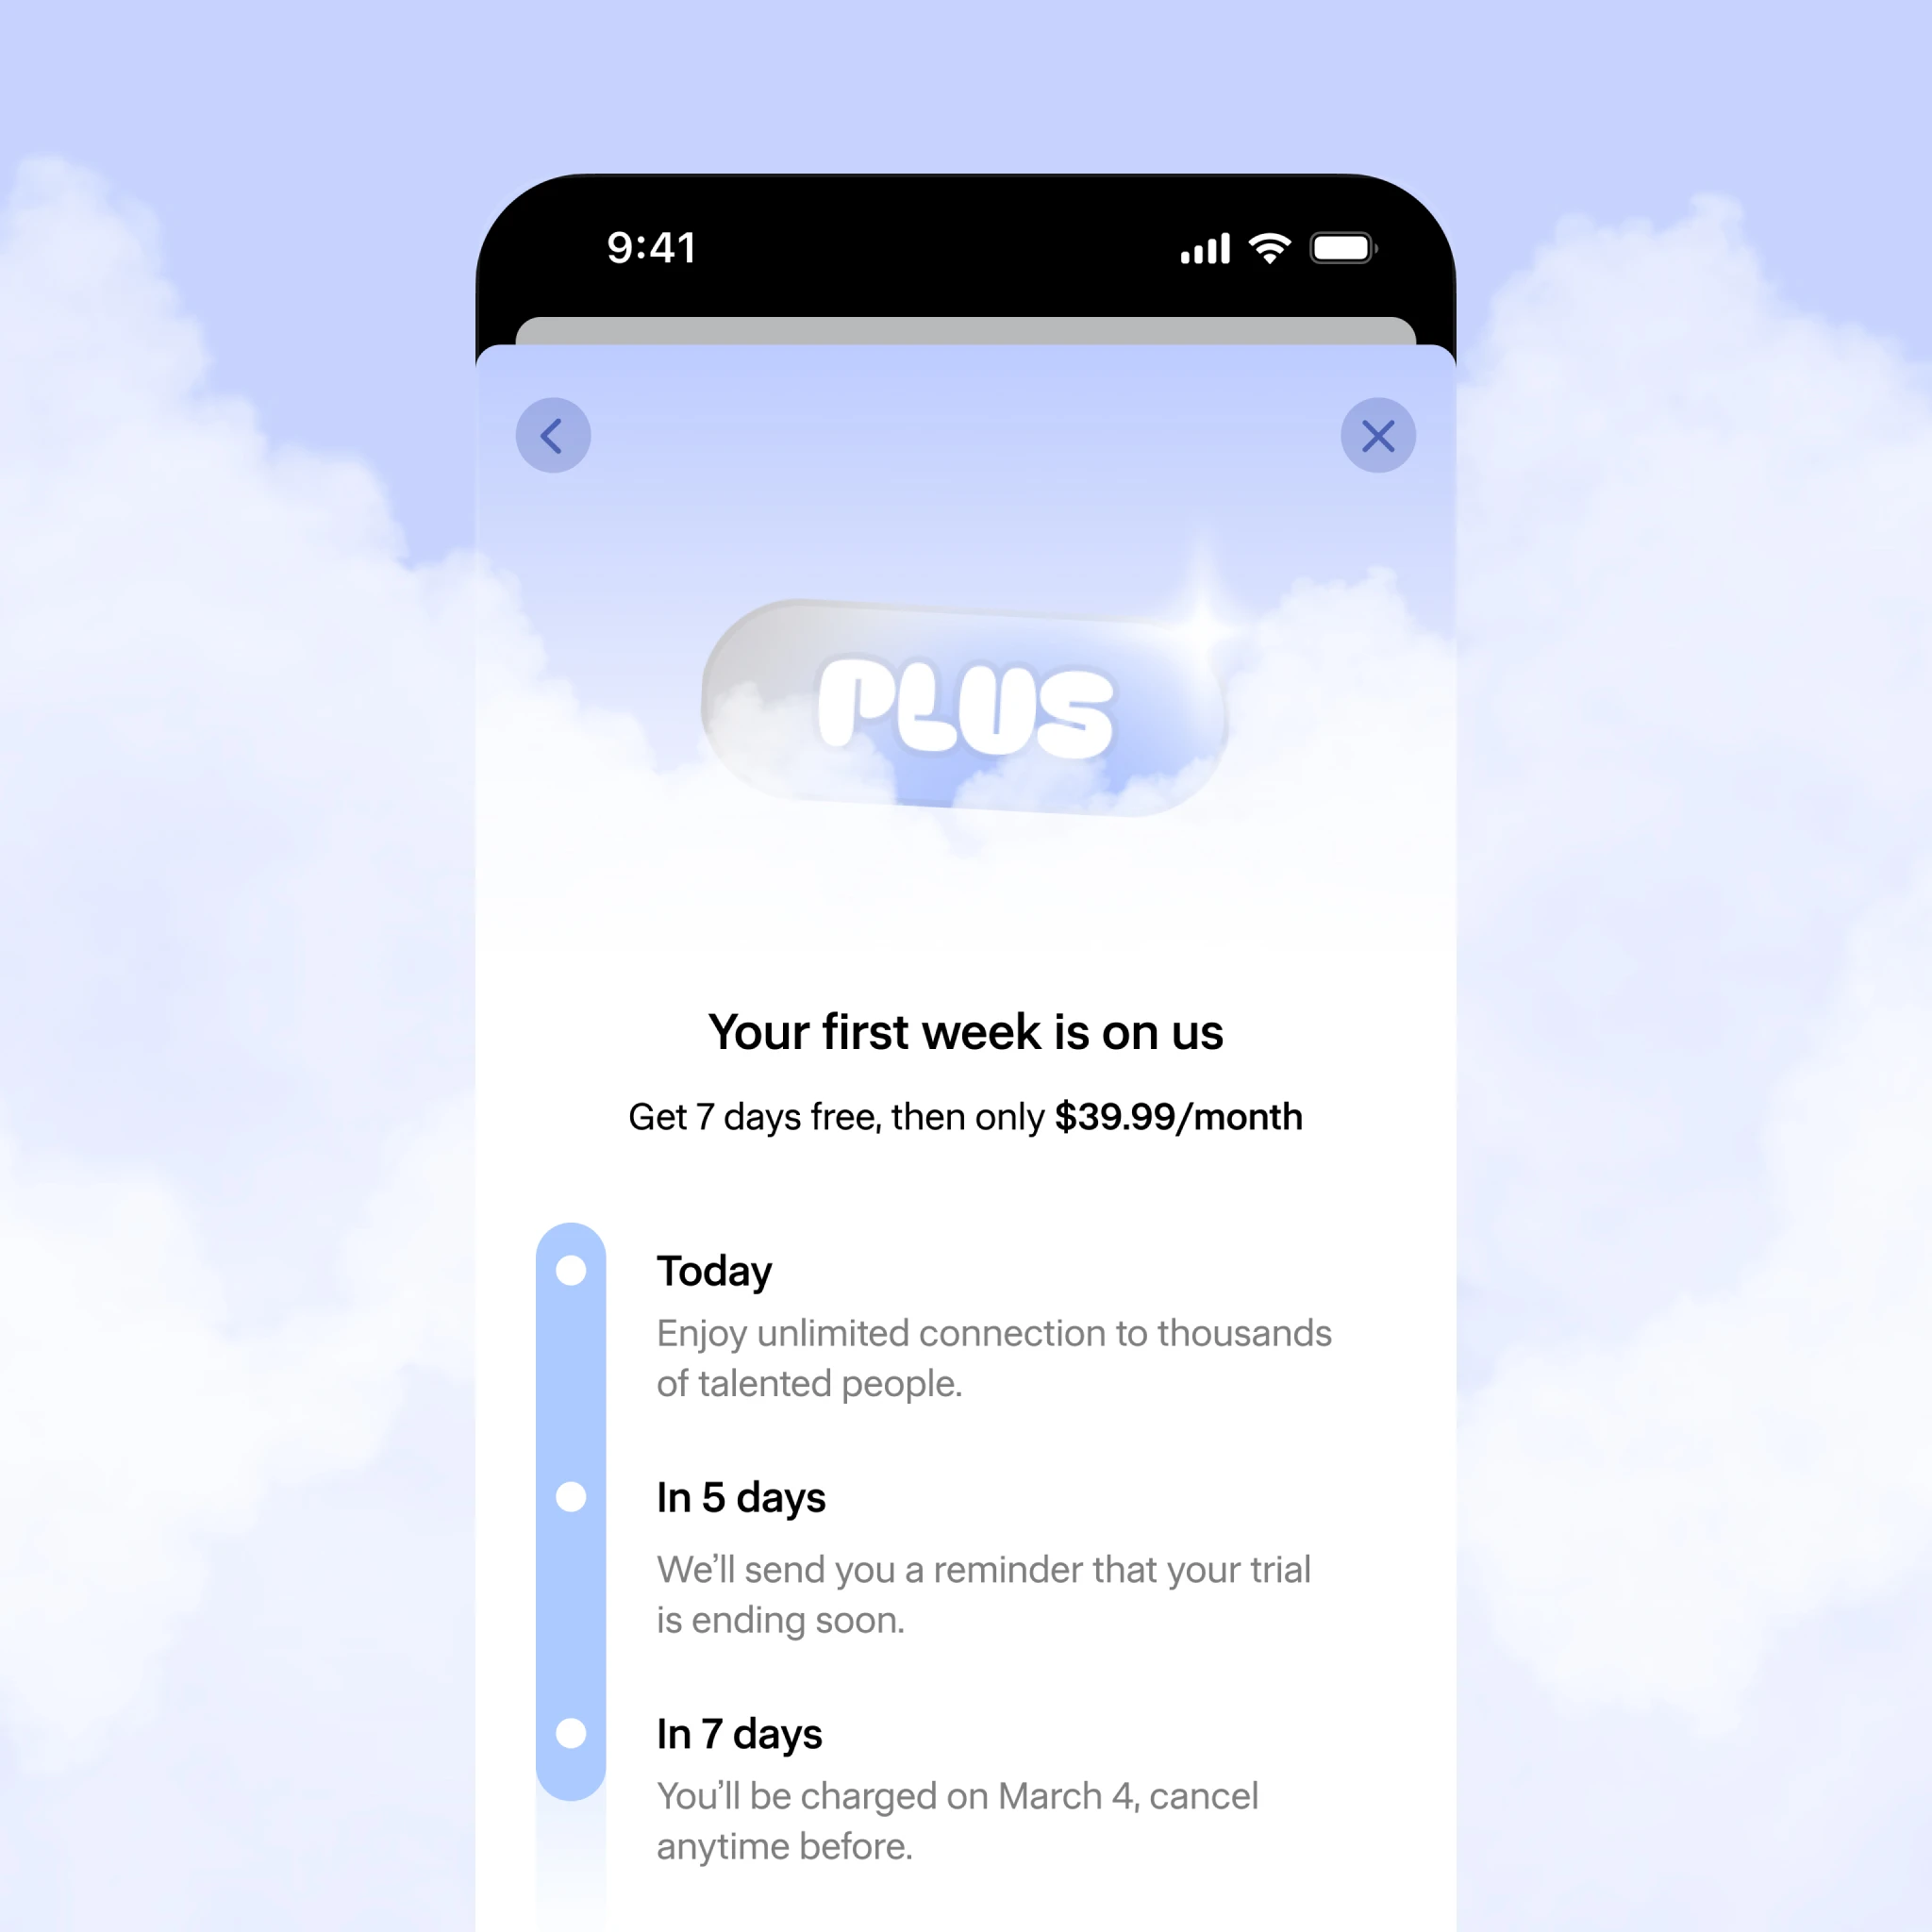 9:41
PLUS
Your first week is on us
Get 7 days free, then only $39.99/month
Today
Enjoy unlimited connection to thousands
of talented people.
In 5 days
We’ll send you a reminder that your trial
is ending soon.
In 7 days
You’ll be charged on March 4, cancel
anytime before.